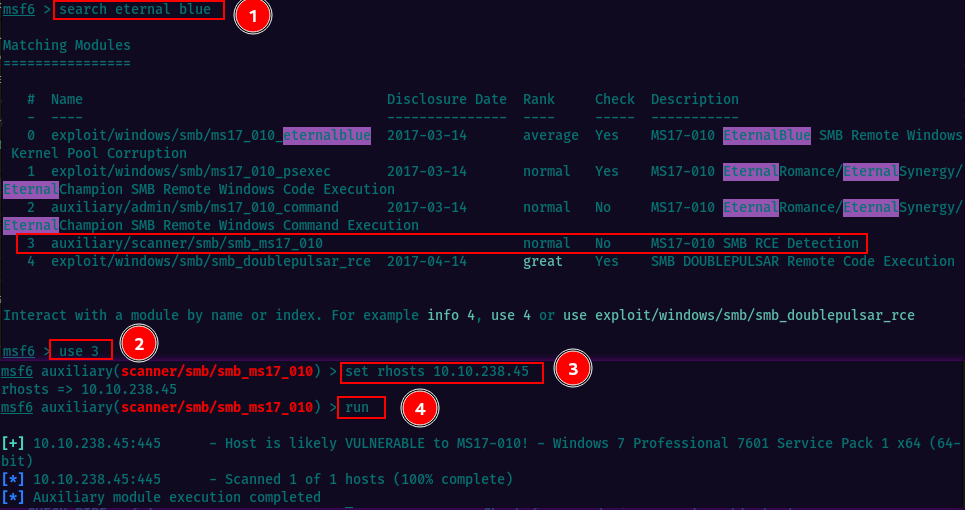 msf6 > search eternal blue
1
Matching Modules
================
# Name Disclosure Date Rank Check Description
- ---- --------------- ---- ----- -----------
0 exploit/windows/smb/ms17_010_eternalblue 2017-03-14 average Yes MS17-010 EternalBlue SMB Remote Windows
Kernel Pool Corruption
1 exploit/windows/smb/ms17_010_psexec 2017-03-14 normal Yes MS17-010 EternalRomance/EternalSynergy/
EternalChampion SMB Remote Windows Code Execution
2 auxiliary/admin/smb/ms17_010_command 2017-03-14 normal No MS17-010 EternalRomance/EternalSynergy/
EternalChampion SMB Remote Windows Command Execution
3 auxiliary/scanner/smb/smb_ms17_010 normal No MS17-010 SMB RCE Detection
4 exploit/windows/smb/smb_doublepulsar_rce 2017-04-14 great Yes SMB DOUBLEPULSAR Remote Code Execution
Interact with a module by name or index. For example info 4, use 4 or use exploit/windows/smb/smb_doublepulsar_rce
msf6 > use 3
2
msf6 auxiliary(scanner/smb/smb_ms17_010) > set rhosts 10.10.238.45
3
rhosts => 10.10.238.45
msf6 auxiliary(scanner/smb/smb_ms17_010) > run
4
[+] 10.10.238.45:445 - Host is likely VULNERABLE to MS17-010! - Windows 7 Professional 7601 Service Pack 1 x64 (64-
bit)
[*] 10.10.238.45:445 - Scanned 1 of 1 hosts (100% complete)
[*] Auxiliary module execution completed